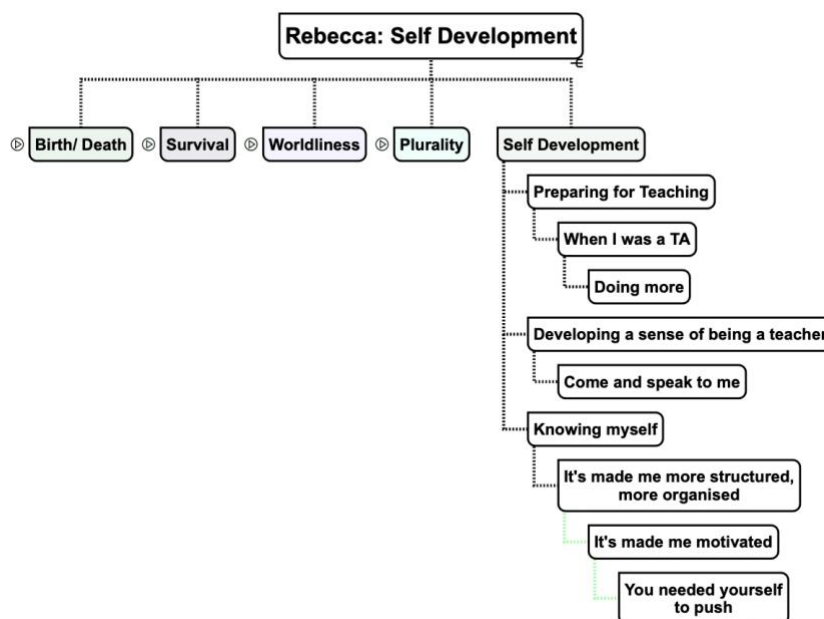 Rebecca: Self Development
Birth/ Death
Survival
Worldliness
Plurality
Self Development
Preparing for Teaching
When I was a TA
Doing more
Developing a sense of being a teacher
Come and speak to me
Knowing myself
It's made me more structured,
more organised
It's made me motivated
You needed yourself
to push